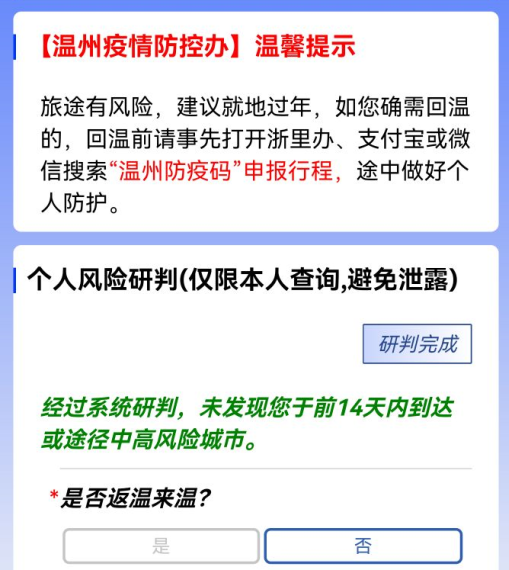 【温州疫情防控办】温馨提示
旅途有风险，建议就地过年，如您确需回温
的，回温前请事先打开浙里办、支付宝或微
信搜索“温州防疫码”申报行程，途中做好个
人防护。
个人风险研判(仅限本人查询,避免泄露)
研判完成
经过系统研判，未发现您于前14天内到达
或途径中高风险城市。
*是否返温来温?
是 否